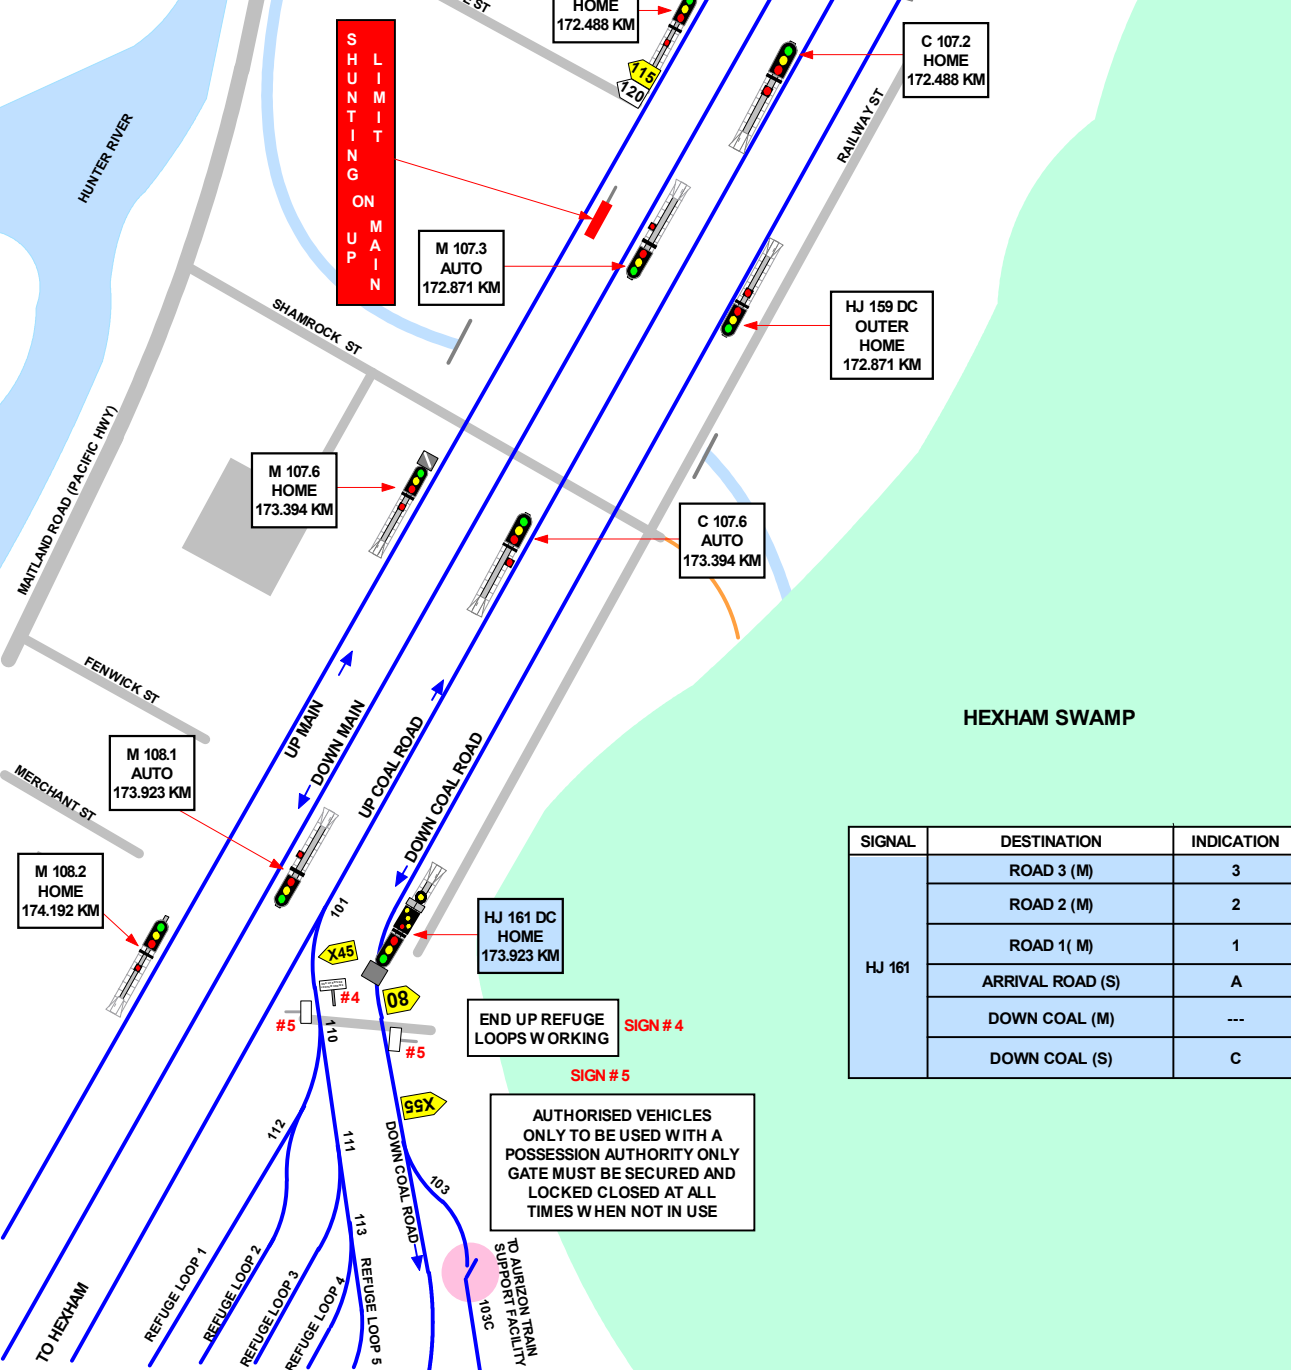 HOME
172.488 KM
E ST
C 107.2
HOME
172.488 KM
SHUNTING
LIMIT
ON
UP
MAIN
115
120
RAILWAY ST
HUNTER RIVER
M 107.3
AUTO
172.871 KM
HJ 159 DC
OUTER
HOME
172.871 KM
SHAMROCK ST
MAITLAND ROAD (PACIFIC HWY)
M 107.6
HOME
173.394 KM
C 107.6
AUTO
173.394 KM
FENWICK ST
MERCHANT ST
UP MAIN
DOWN MAIN
UP COAL ROAD
DOWN COAL ROAD
HEXHAM SWAMP
M 108.1
AUTO
173.923 KM
M 108.2
HOME
174.192 KM
101
X45
HJ 161 DC
HOME
173.923 KM
#4
80
#5
110
#5
END UP REFUGE
LOOPS WORKING
SIGN # 4
SIGN # 5
AUTHORISED VEHICLES
ONLY TO BE USED WITH A
POSSESSION AUTHORITY ONLY
GATE MUST BE SECURED AND
LOCKED CLOSED AT ALL
TIMES WHEN NOT IN USE
X55
112
111
DOWN COAL ROAD
103
113
TO HEXHAM
REFUGE LOOP 1
REFUGE LOOP 2
REFUGE LOOP 3
REFUGE LOOP 4
REFUGE LOOP 5
103C
TO AURIZON TRAIN
SUPPORT FACILITY
SIGNAL DESTINATION INDICATION
HJ 161
ROAD 3 (M) 3
ROAD 2 (M) 2
ROAD 1( M) 1
ARRIVAL ROAD (S) A
DOWN COAL (M) ---
DOWN COAL (S) C